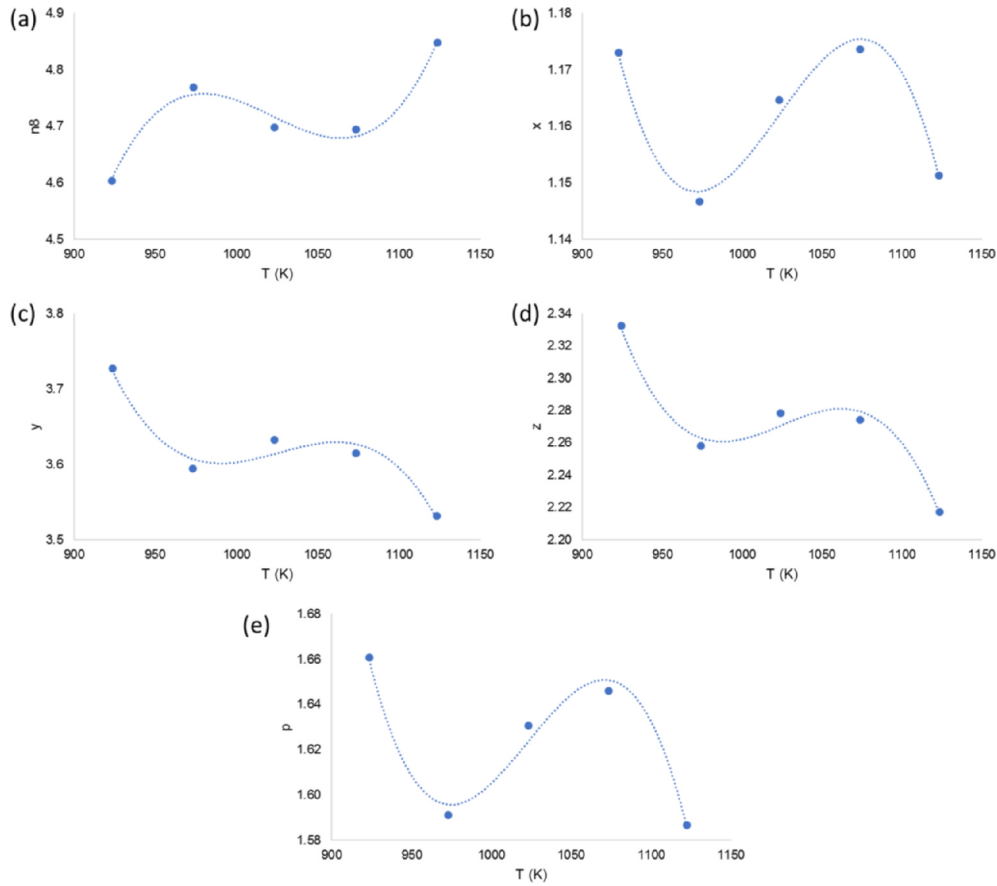 (a)
4.9
4.8
4.7
4.6
4.5
n8
900 950 1000 1050 1100 1150
T (K)
(b)
1.18
1.17
1.16
1.15
1.14
x
900 950 1000 1050 1100 1150
T (K)
(c)
3.8
3.7
3.6
3.5
y
900 950 1000 1050 1100 1150
T (K)
(d)
2.34
2.32
2.30
2.28
2.26
2.24
2.22
2.20
z
900 950 1000 1050 1100 1150
T (K)
(e)
1.68
1.66
1.64
1.62
1.60
1.58
p
900 950 1000 1050 1100 1150
T (K)